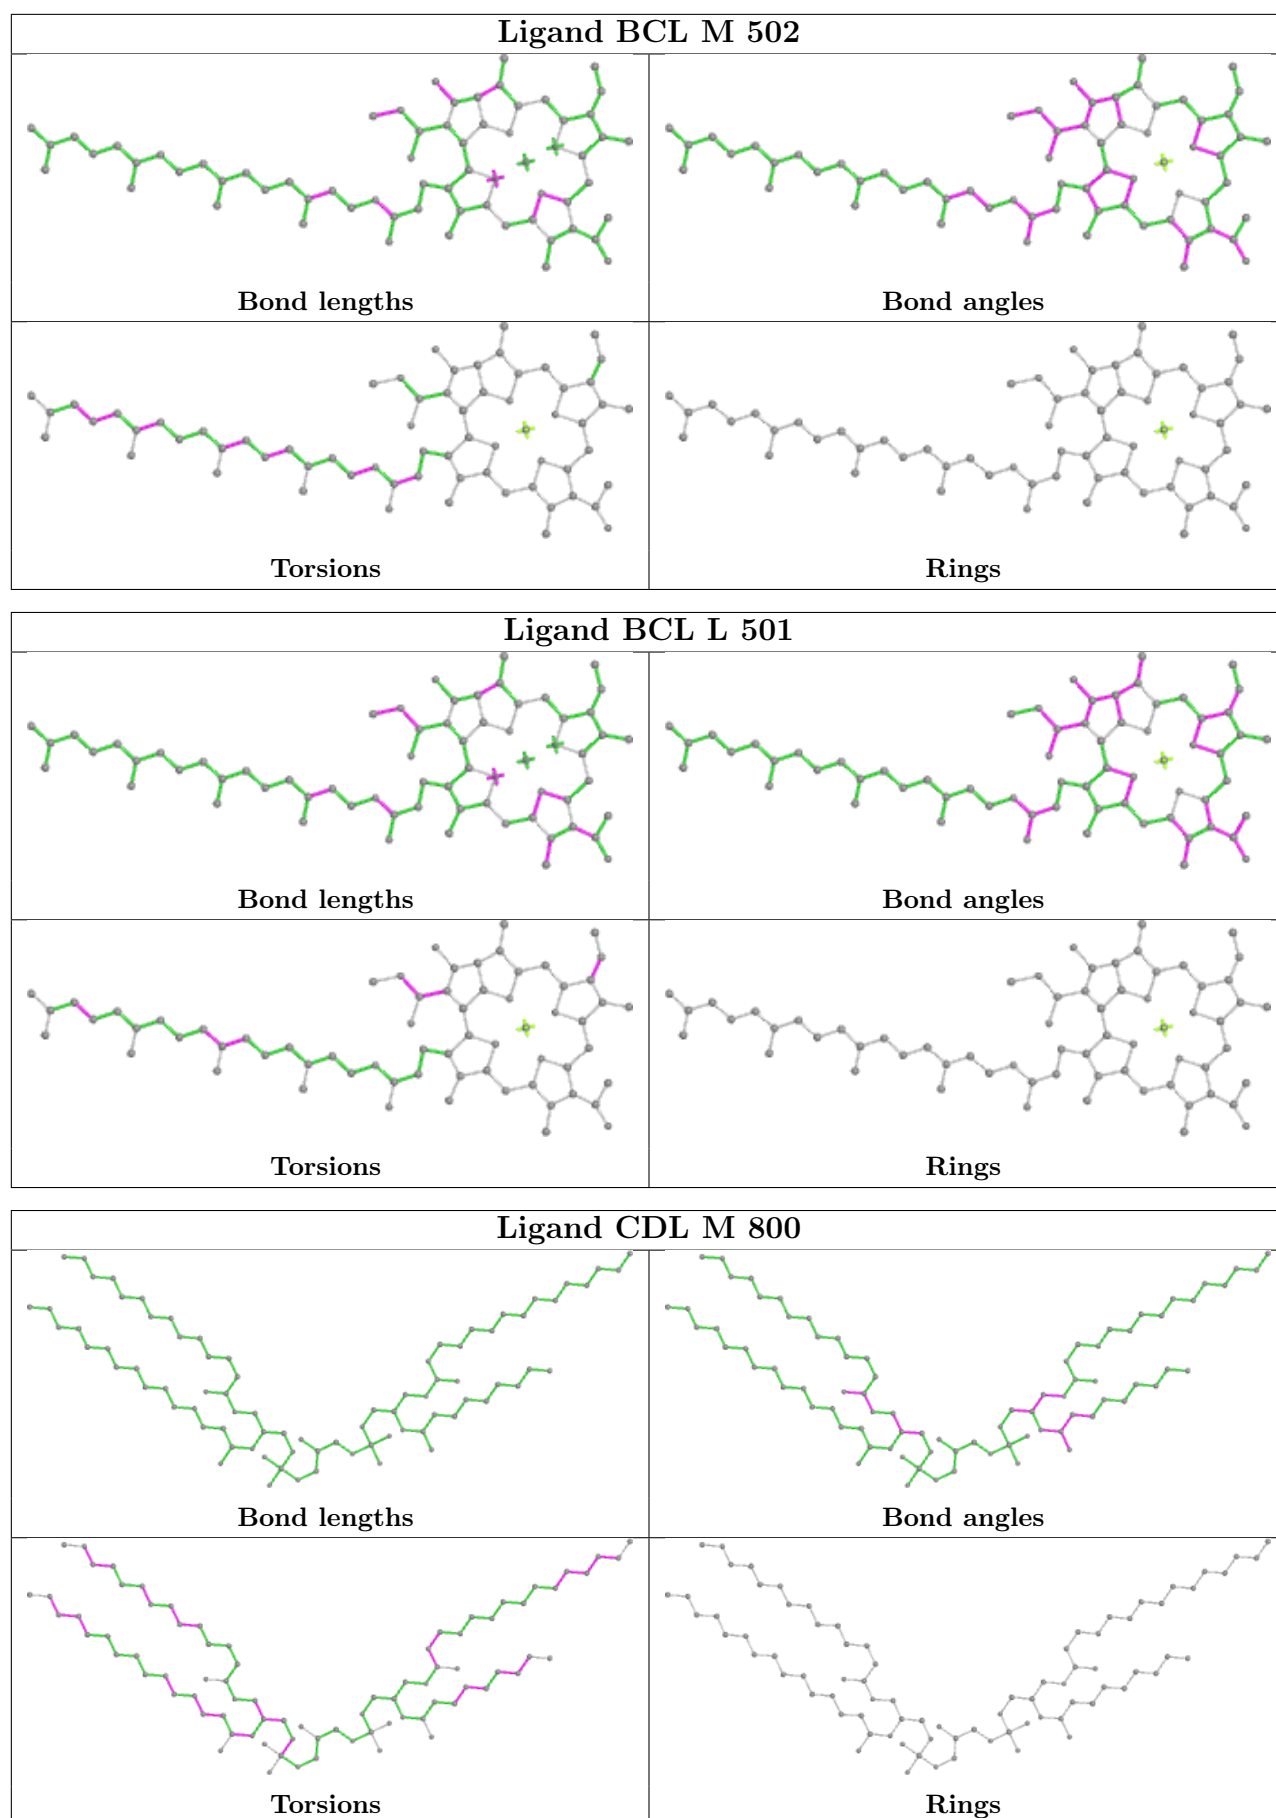 Ligand BCL M 502
Bond lengths
Bond angles
Torsions
Rings
Ligand BCL L 501
Bond lengths
Bond angles
Torsions
Rings
Ligand CDL M 800
Bond lengths
Bond angles
Torsions
Rings